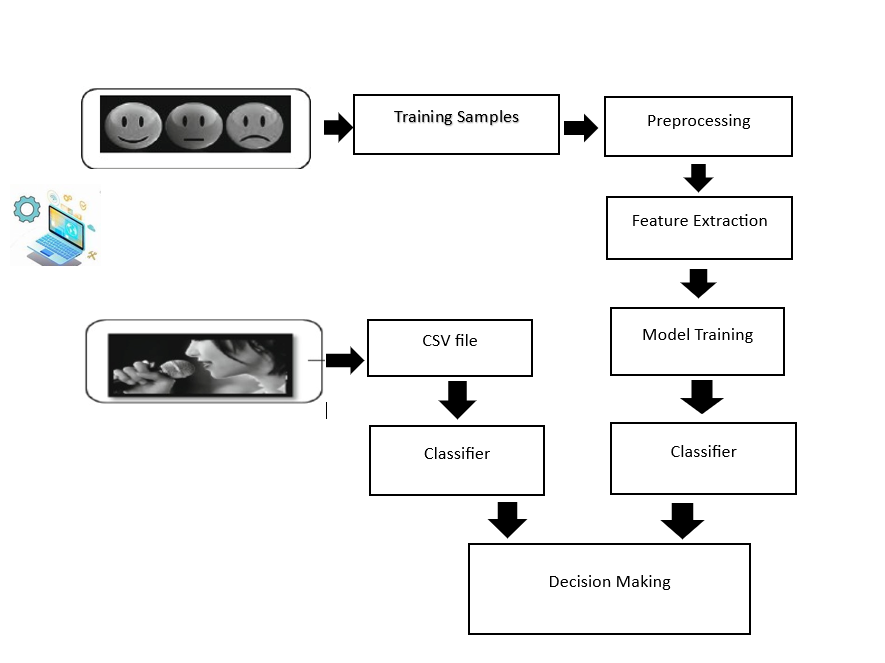 Training Samples
Preprocessing
Feature Extraction
CSV file
Model Training
Classifier
Classifier
Decision Making